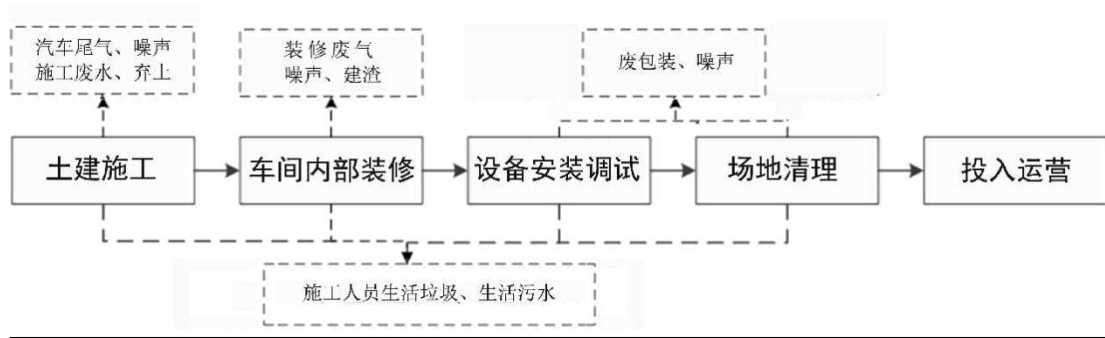 汽车尾气、噪声
施工废水、弃上
装修废气
噪声、建渣
废包装、噪声
土建施工
车间内部装修
设备安装调试
场地清理
投入运营
施工人员生活垃圾、生活污水